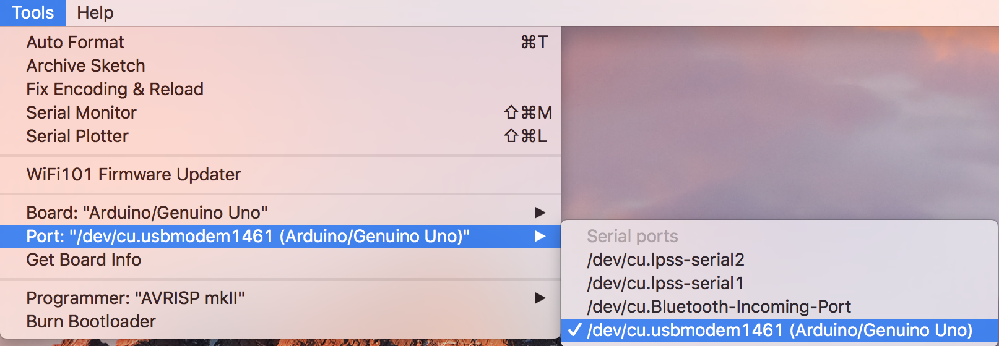 Tools Help
Auto Format ⌘T
Archive Sketch
Fix Encoding & Reload
Serial Monitor ⇧⌘M
Serial Plotter ⇧⌘L
WiFi101 Firmware Updater
Board: "Arduino/Genuino Uno" ▶
Port: "/dev/cu.usbmodem1461 (Arduino/Genuino Uno)" ▶
Get Board Info
Programmer: "AVRISP mkII" ▶
Burn Bootloader
Serial ports
/dev/cu.lpss-serial2
/dev/cu.lpss-serial1
/dev/cu.Bluetooth-Incoming-Port
✓ /dev/cu.usbmodem1461 (Arduino/Genuino Uno)